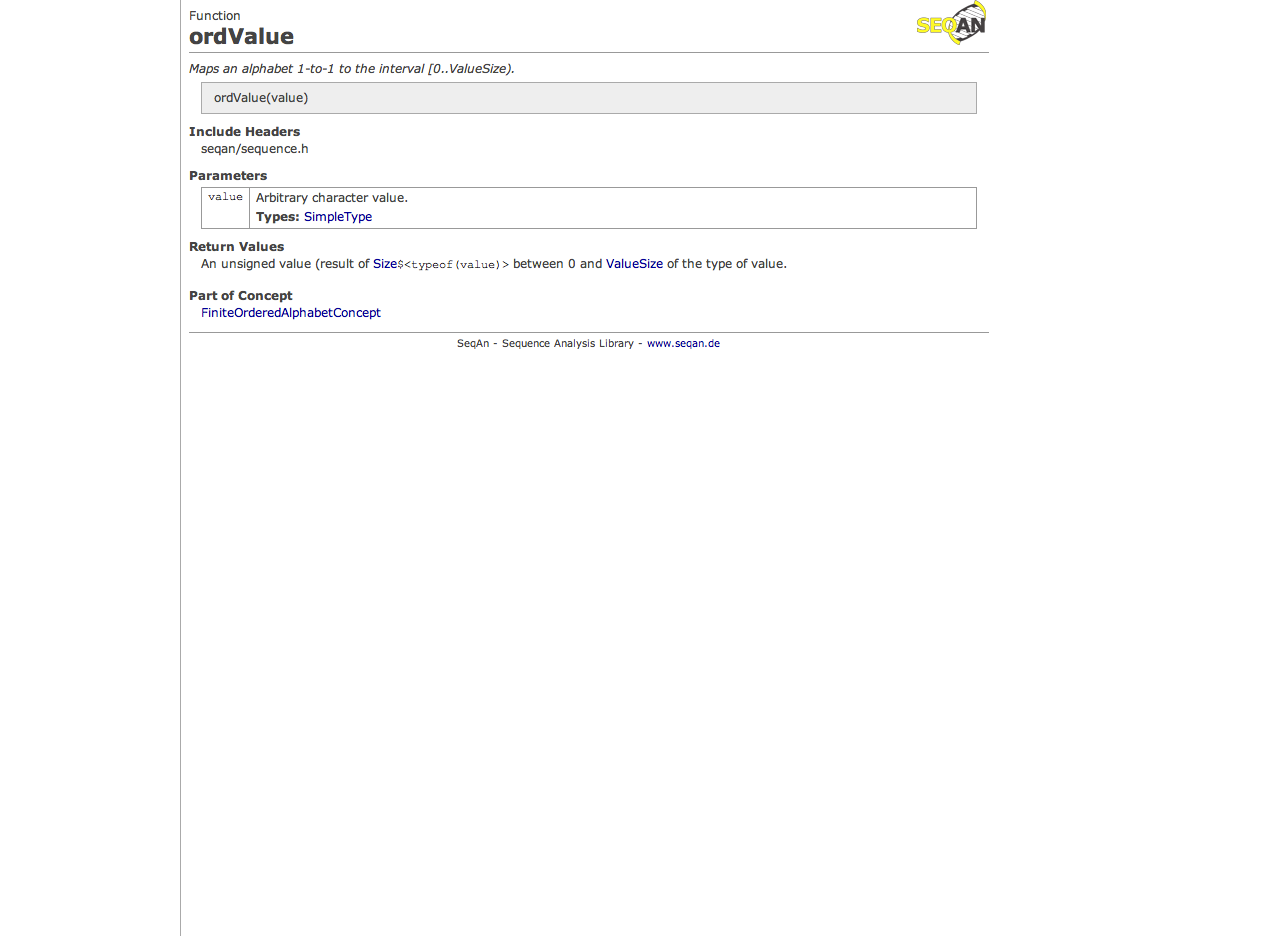 Function
SEQAN
ordValue
Maps an alphabet 1-to-1 to the interval [0..ValueSize).
ordValue(value)
Include Headers
seqan/sequence.h
Parameters
value Arbitrary character value.
Types: SimpleType
Return Values
An unsigned value (result of Size$<typeof(value)> between 0 and ValueSize of the type of value.
Part of Concept
FiniteOrderedAlphabetConcept
SeqAn - Sequence Analysis Library - www.seqan.de